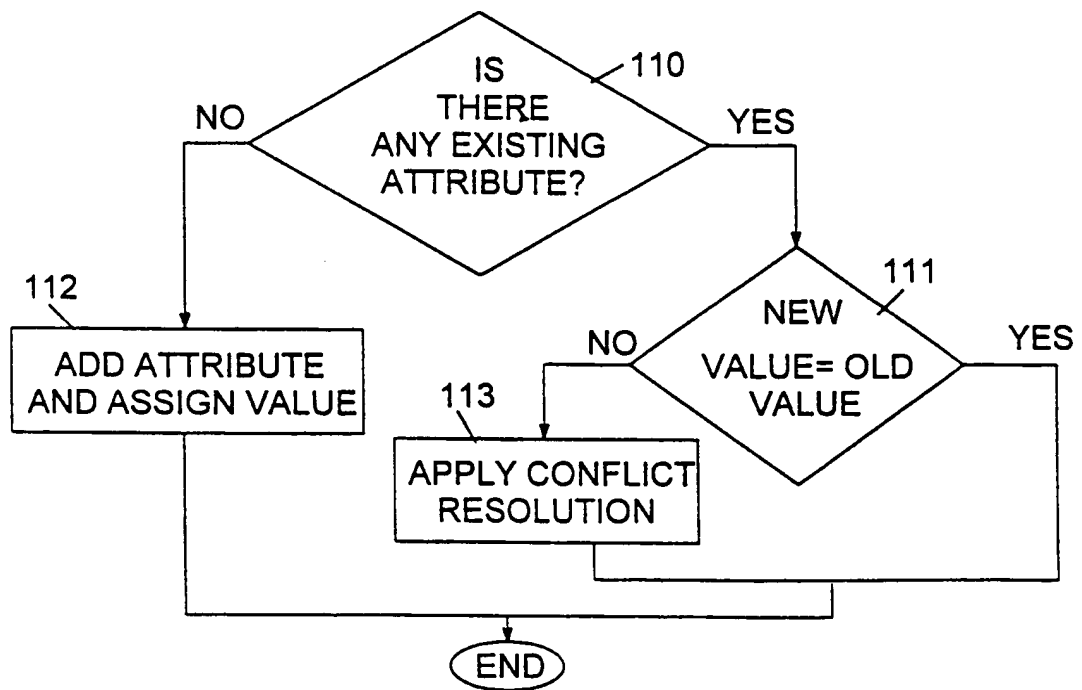 IS
THERE
ANY EXISTING
ATTRIBUTE?
110
NO
YES
112
ADD ATTRIBUTE
AND ASSIGN VALUE
111
NEW
VALUE= OLD
VALUE
NO
YES
113
APPLY CONFLICT
RESOLUTION
END